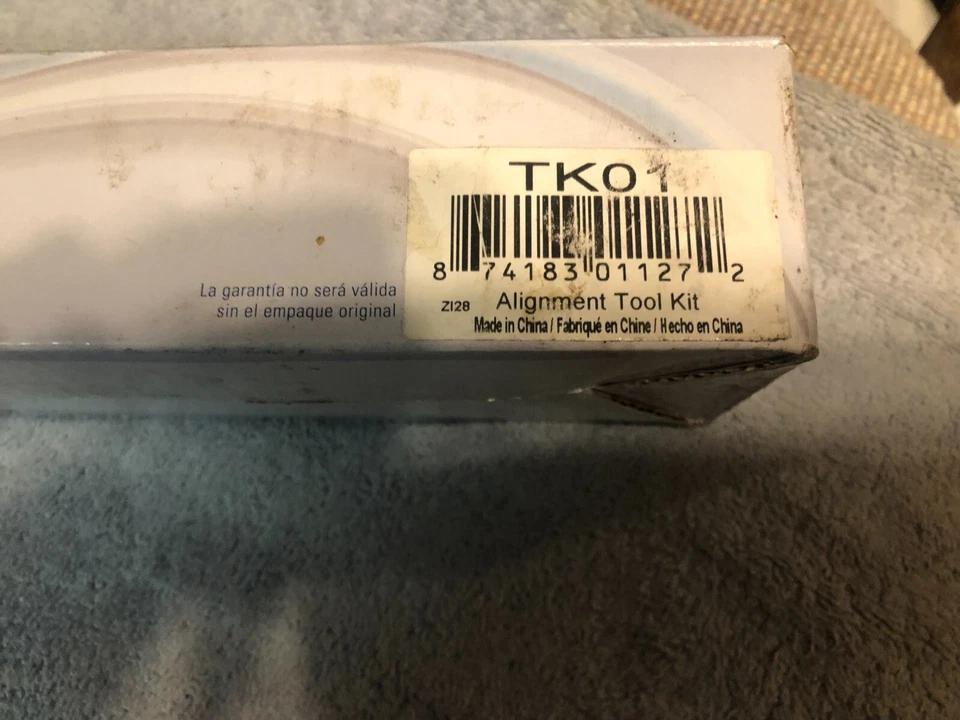 La garantía no será válida
sin el empaque original
TK01
8 74183 01127 2
ZI28 Alignment Tool Kit
Made in China / Fabriqué en Chine / Hecho en China